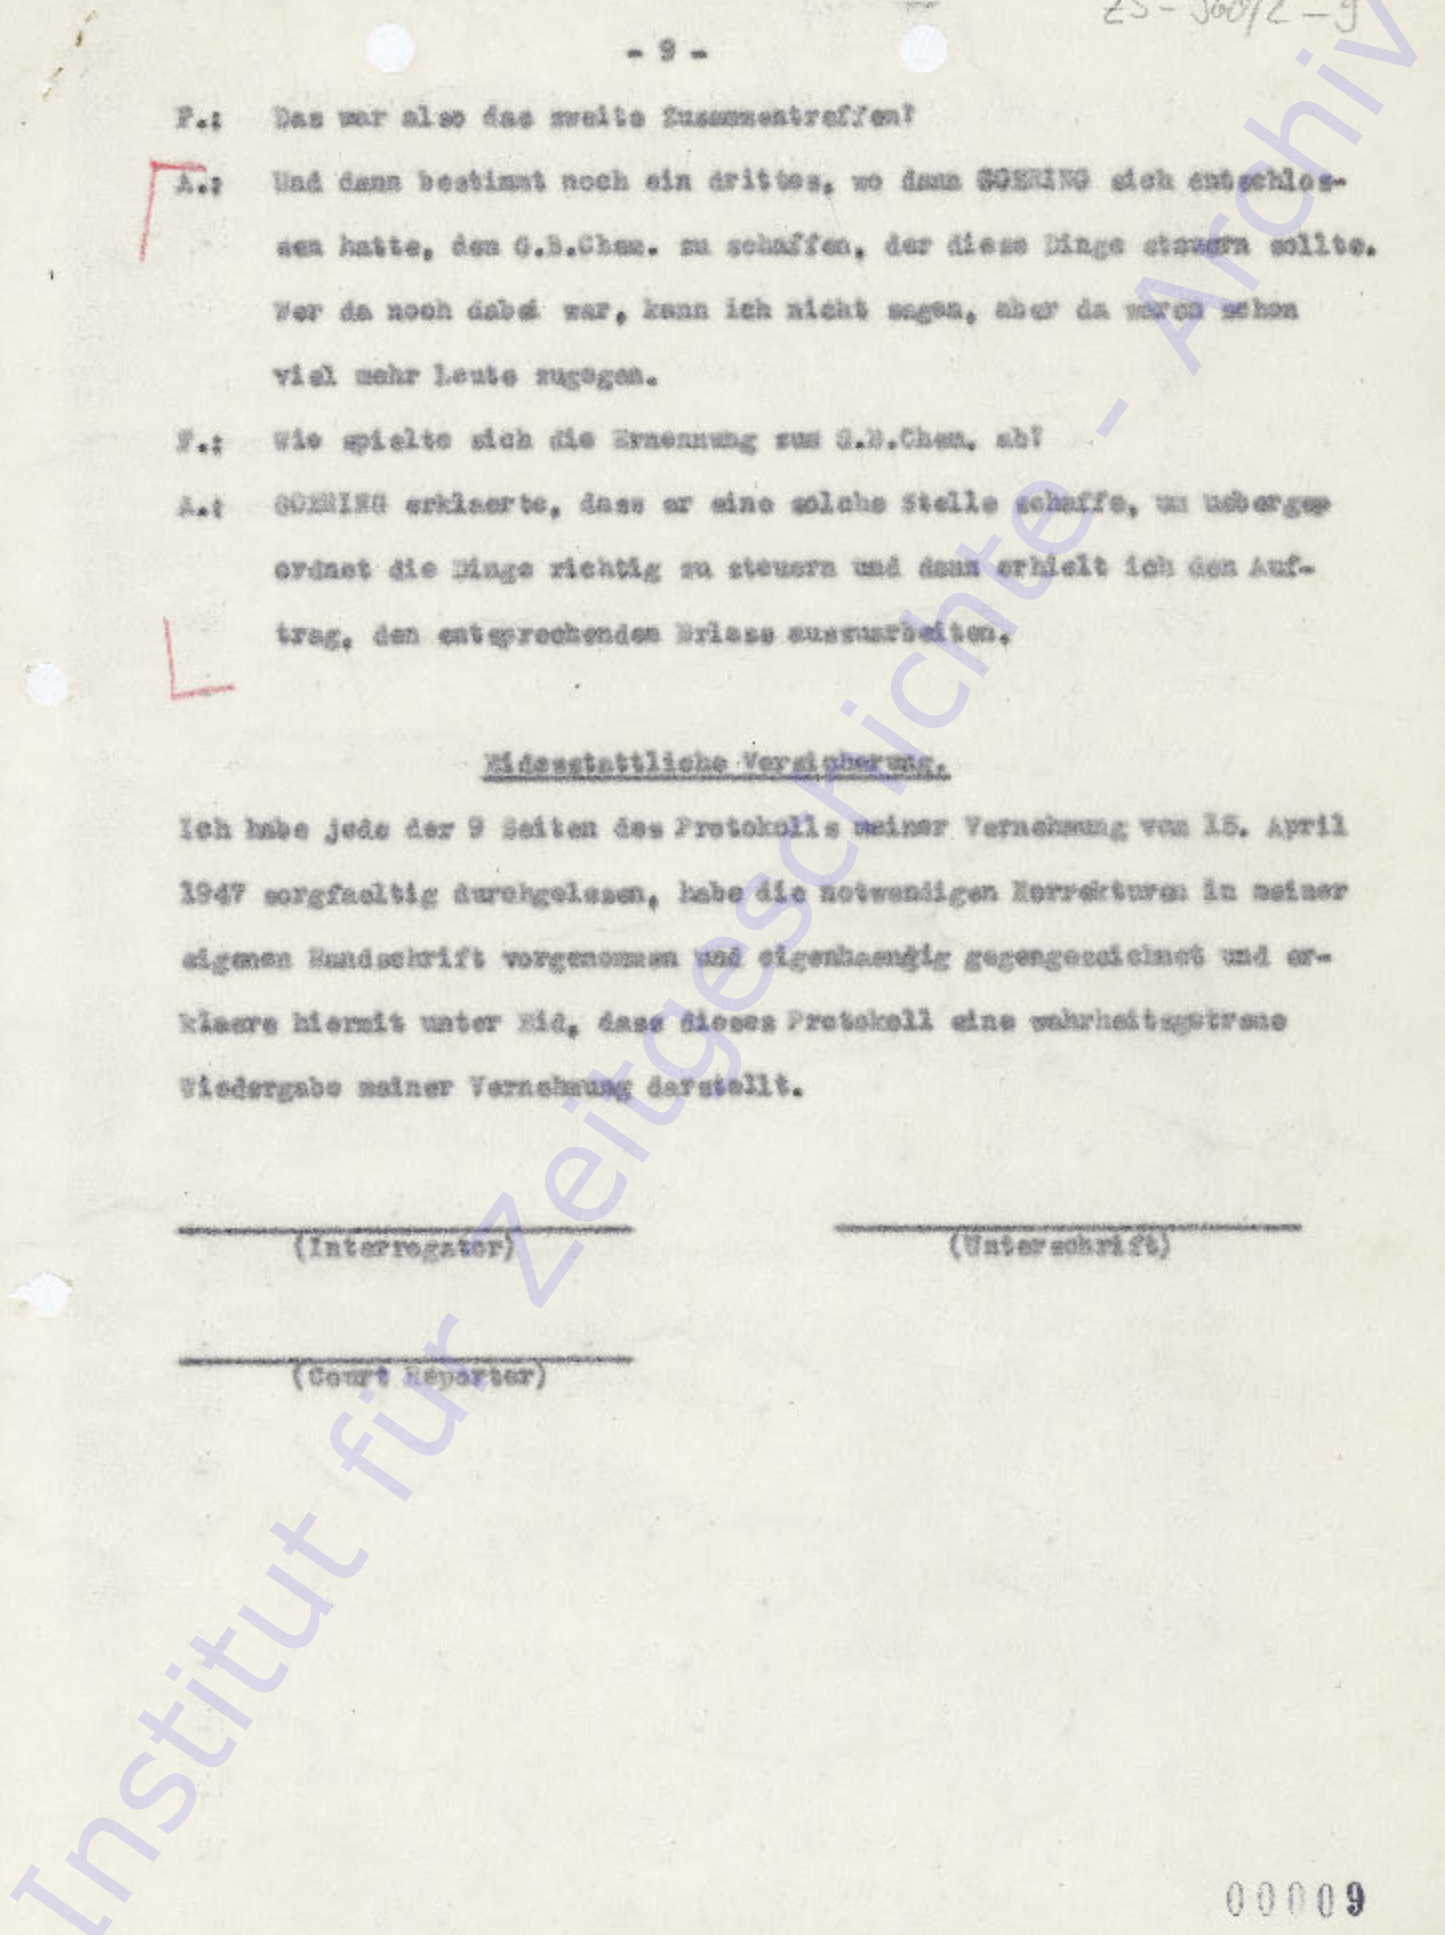 ZS-360/2-9
- 9 -
F.: Das war also das zweite Zusammentreffen?
A.: Und dann bestimmt noch ein drittes, wo dann GOERING sich entschlos-
sen hatte, den G.B.Chem. zu schaffen, der diese Dinge steuern sollte.
Wer da noch dabei war, kann ich nicht sagen, aber da waren schon
viel mehr Leute zugegen.
F.: Wie spielte sich die Ernennung zum G.B.Chem. ab?
A.: GOERING erklaerte, dass er eine solche Stelle schaffe, um ueberge
ordnet die Dinge richtig zu steuern und dann erhielt ich den Auf-
trag, den entsprechenden Erlass auszuarbeiten.
Eidesstattliche Versicherung.
Ich habe jede der 9 Seiten des Protokolls meiner Vernehmung vom 15. April
1947 sorgfaeltig durchgelesen, habe die notwendigen Korrekturen in meiner
eigenen Handschrift vorgenommen und eigenhaendig gegengezeichnet und er-
klaere hiermit unter Eid, dass dieses Protokoll eine wahrheitsgetreue
Wiedergabe meiner Vernehmung darstellt.
(Interrogator) (Unterschrift)
(Court Reporter)
Institut für Zeitgeschichte - Archiv
00009